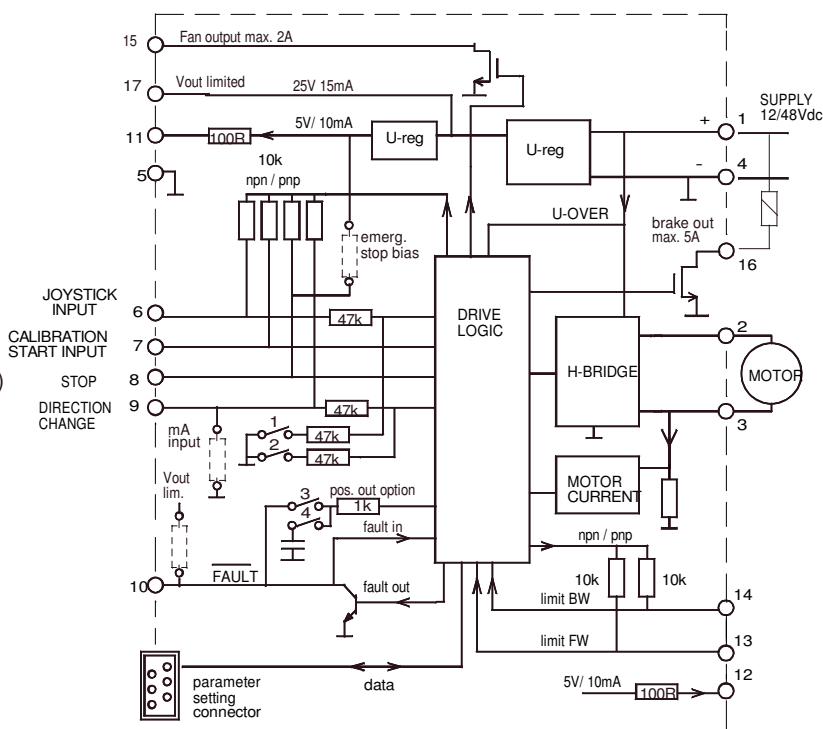 15
Fan output max. 2A
17
Vout limited
25V 15mA
11
100R
5V/ 10mA
U-reg
U-reg
+
1
SUPPLY
12/48Vdc
5
10k
npn / pnp
-
4
U-OVER
brake out
max. 5A
16
emerg.
stop bias
JOYSTICK
INPUT
6
47k
DRIVE
LOGIC
CALIBRATION
START INPUT
7
2
H-BRIDGE
MOTOR
)
STOP
8
DIRECTION
CHANGE
9
47k
3
mA
input
1
47k
2
47k
Vout
lim.
MOTOR
CURRENT
3
pos. out option
4
1k
fault in
npn / pnp
10k
10k
10
FAULT
fault out
limit BW
14
limit FW
13
parameter
setting
connector
data
5V/ 10mA
100R
12